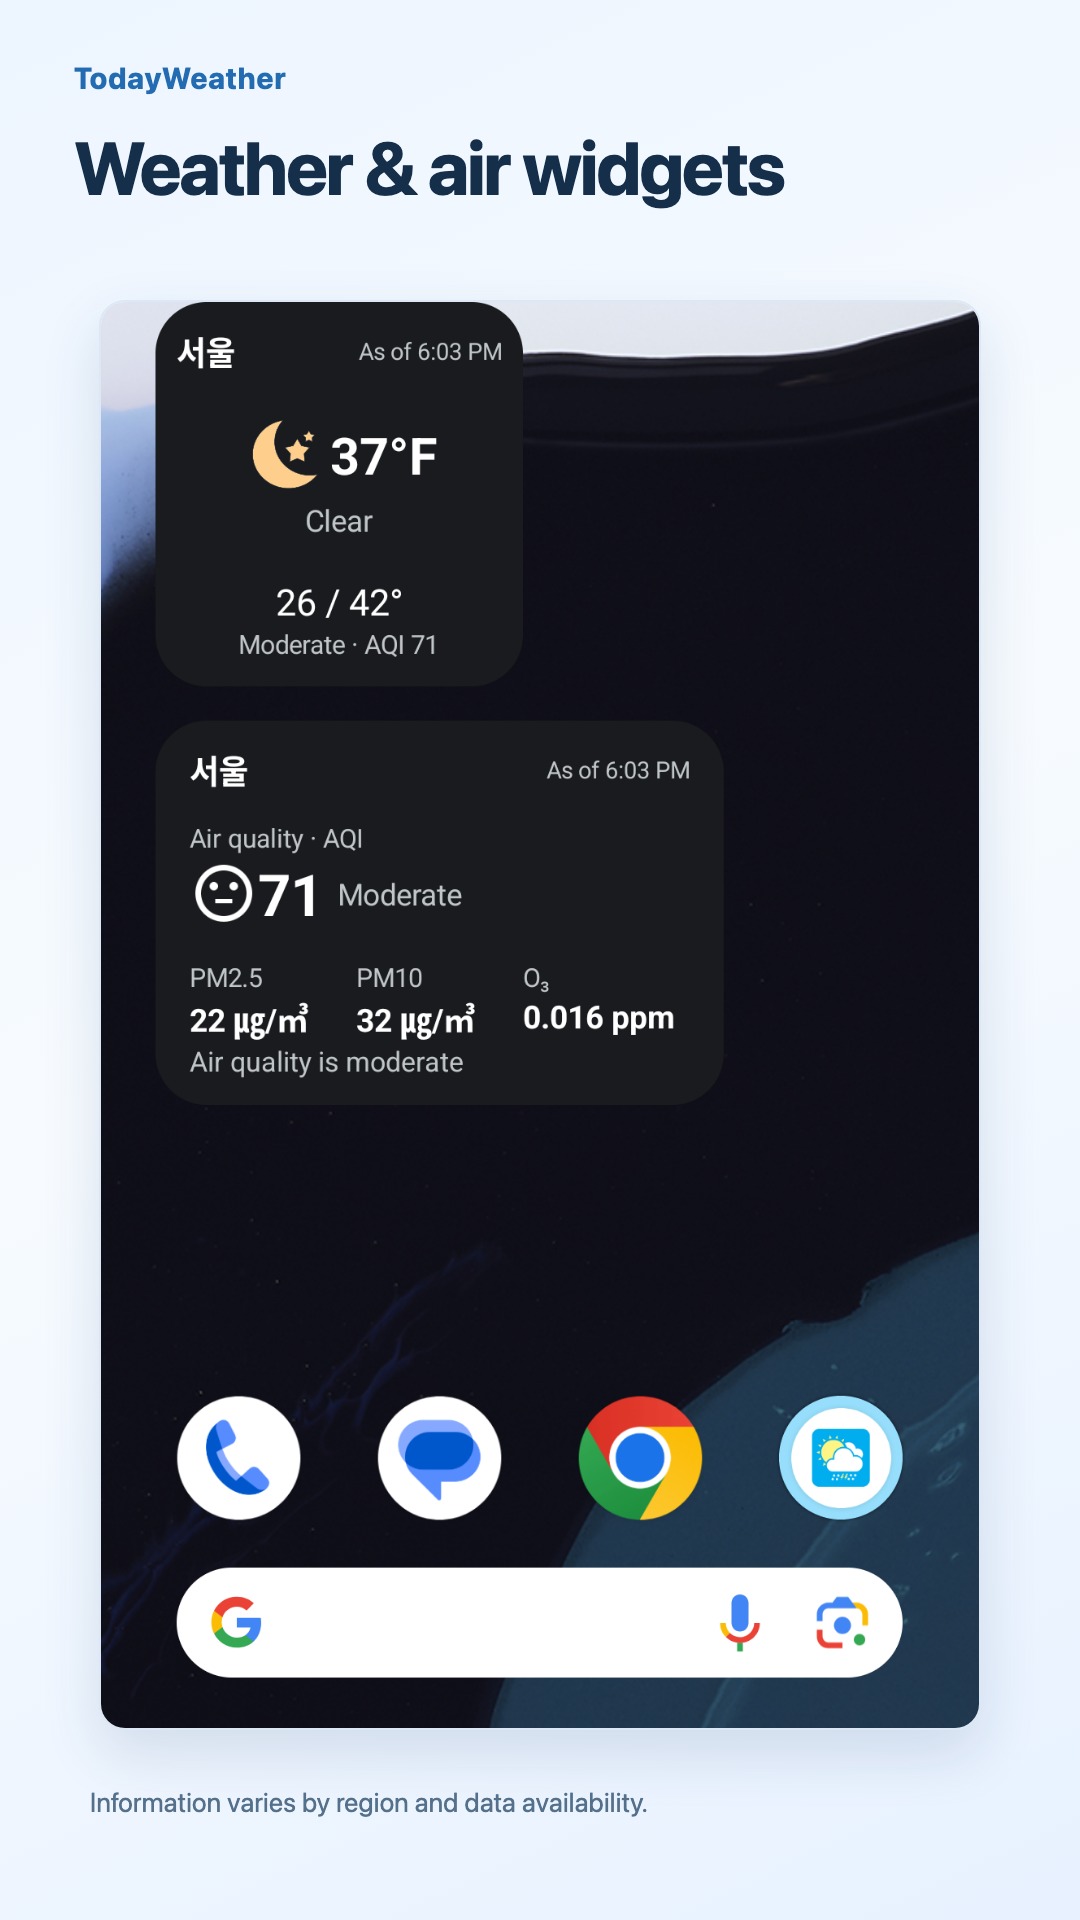 TodayWeather
Weather & air widgets
서울 As of 6:03 PM
37°F
Clear
26 / 42°
Moderate · AQI 71
서울 As of 6:03 PM
Air quality · AQI
71 Moderate
PM2.5 PM10 O₃
22 µg/㎥ 32 µg/㎥ 0.016 ppm
Air quality is moderate
Information varies by region and data availability.